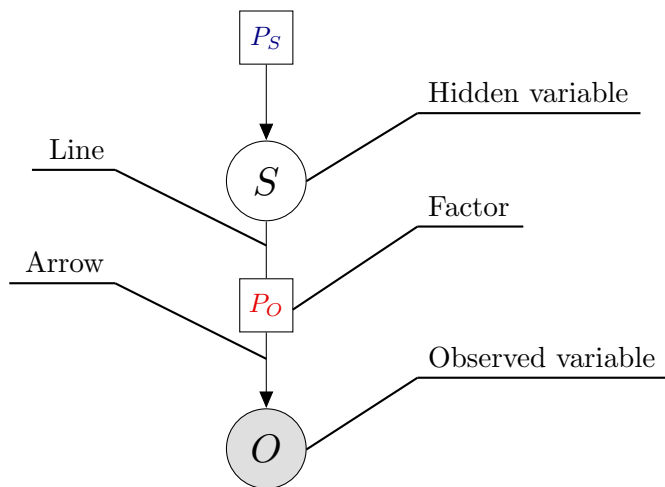 P_S
Hidden variable
Line
S
Factor
Arrow
P_O
Observed variable
O